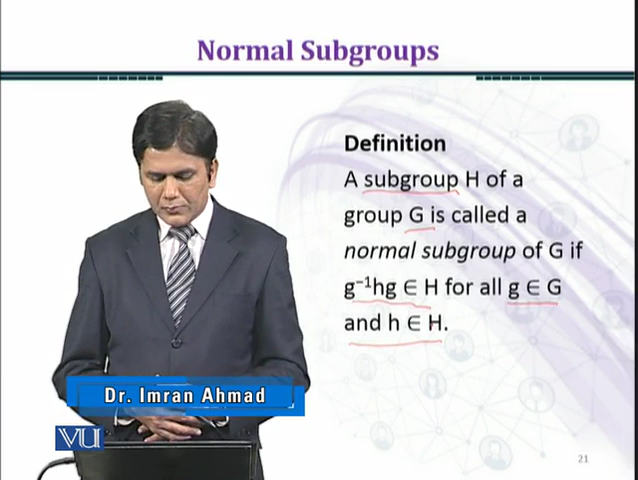 Normal Subgroups
Definition
A subgroup H of a
group G is called a
normal subgroup of G if
g⁻¹hg ∈ H for all g ∈ G
and h ∈ H.
Dr. Imran Ahmad
VU
21